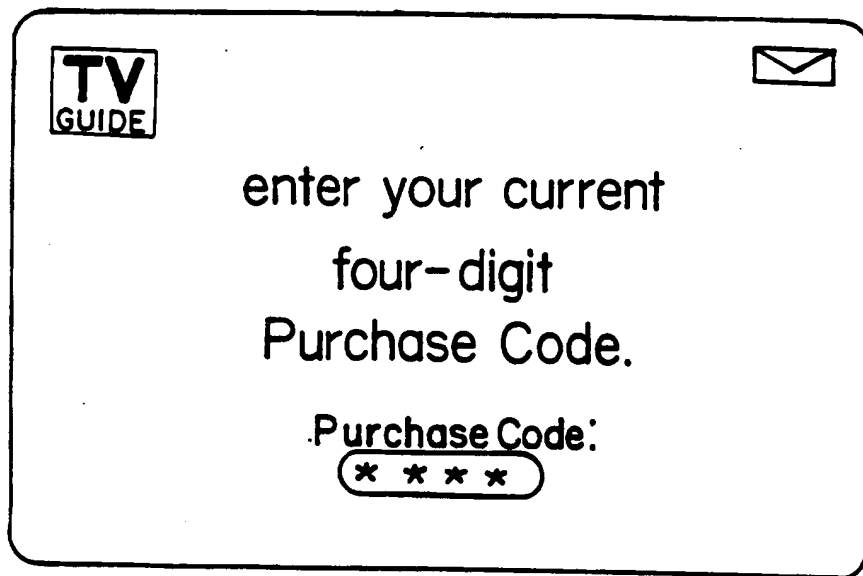 TV
GUIDE
enter your current
four-digit
Purchase Code.
Purchase Code:
* * * *